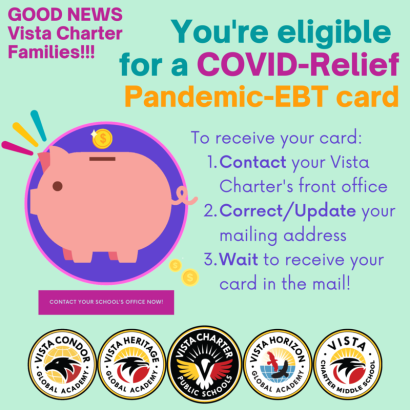 GOOD NEWS
Vista Charter
Families!!!
You're eligible
for a COVID-Relief
Pandemic-EBT card
To receive your card:
1. Contact your Vista
Charter's front office
2. Correct/Update your
mailing address
3. Wait to receive your
card in the mail!
CONTACT YOUR SCHOOL'S OFFICE NOW!
VISTA CONDOR
GLOBAL ACADEMY
VISTA HERITAGE
GLOBAL ACADEMY
VISTA CHARTER
PUBLIC SCHOOLS
VISTA HORIZON
GLOBAL ACADEMY
VISTA
CHARTER MIDDLE SCHOOL